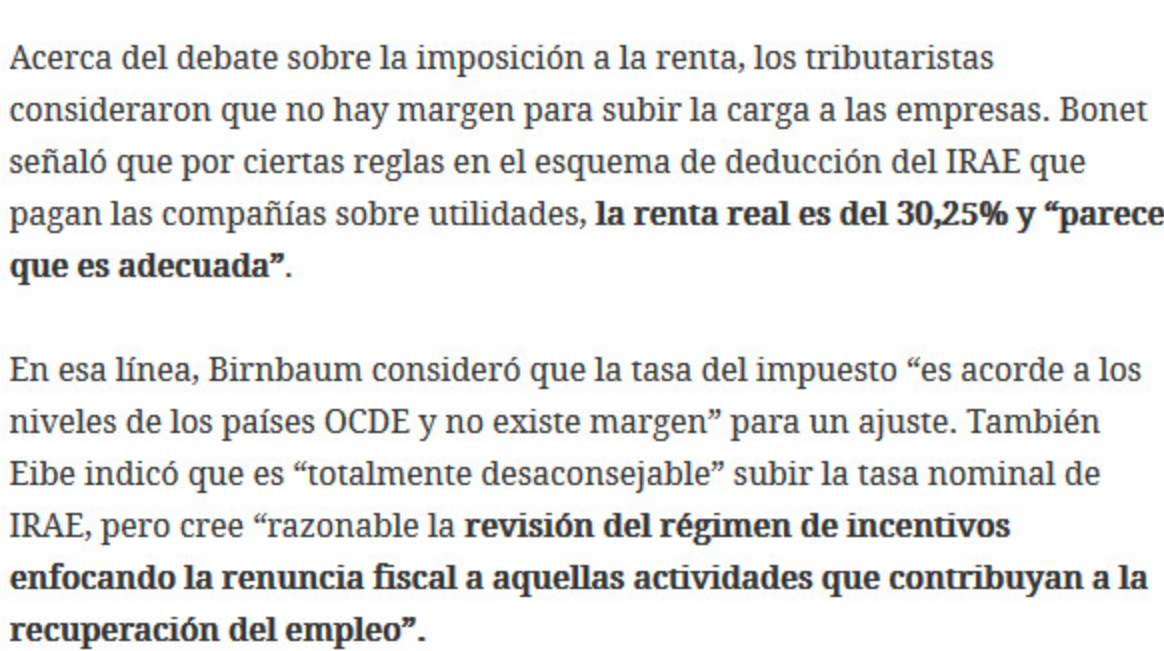 Acerca del debate sobre la imposición a la renta, los tributaristas
consideraron que no hay margen para subir la carga a las empresas. Bonet
señaló que por ciertas reglas en el esquema de deducción del IRAE que
pagan las compañías sobre utilidades, la renta real es del 30,25% y “parece
que es adecuada”.
En esa línea, Birnbaum consideró que la tasa del impuesto “es acorde a los
niveles de los países OCDE y no existe margen” para un ajuste. También
Eibe indicó que es “totalmente desaconsejable” subir la tasa nominal de
IRAE, pero cree “razonable la revisión del régimen de incentivos
enfocando la renuncia fiscal a aquellas actividades que contribuyan a la
recuperación del empleo”.